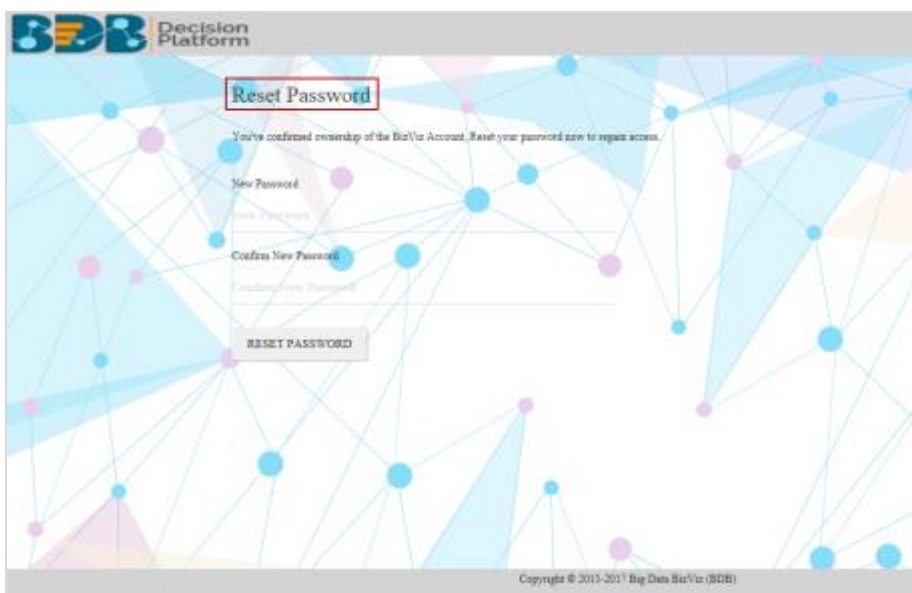 BDB Decision
Platform
Reset Password
You've confirmed ownership of the BizViz Account. Reset your password now to regain access.
New Password
New Password
Confirm New Password
Confirm New Password
RESET PASSWORD
Copyright © 2015-2017 Big Data BizViz (BDB)